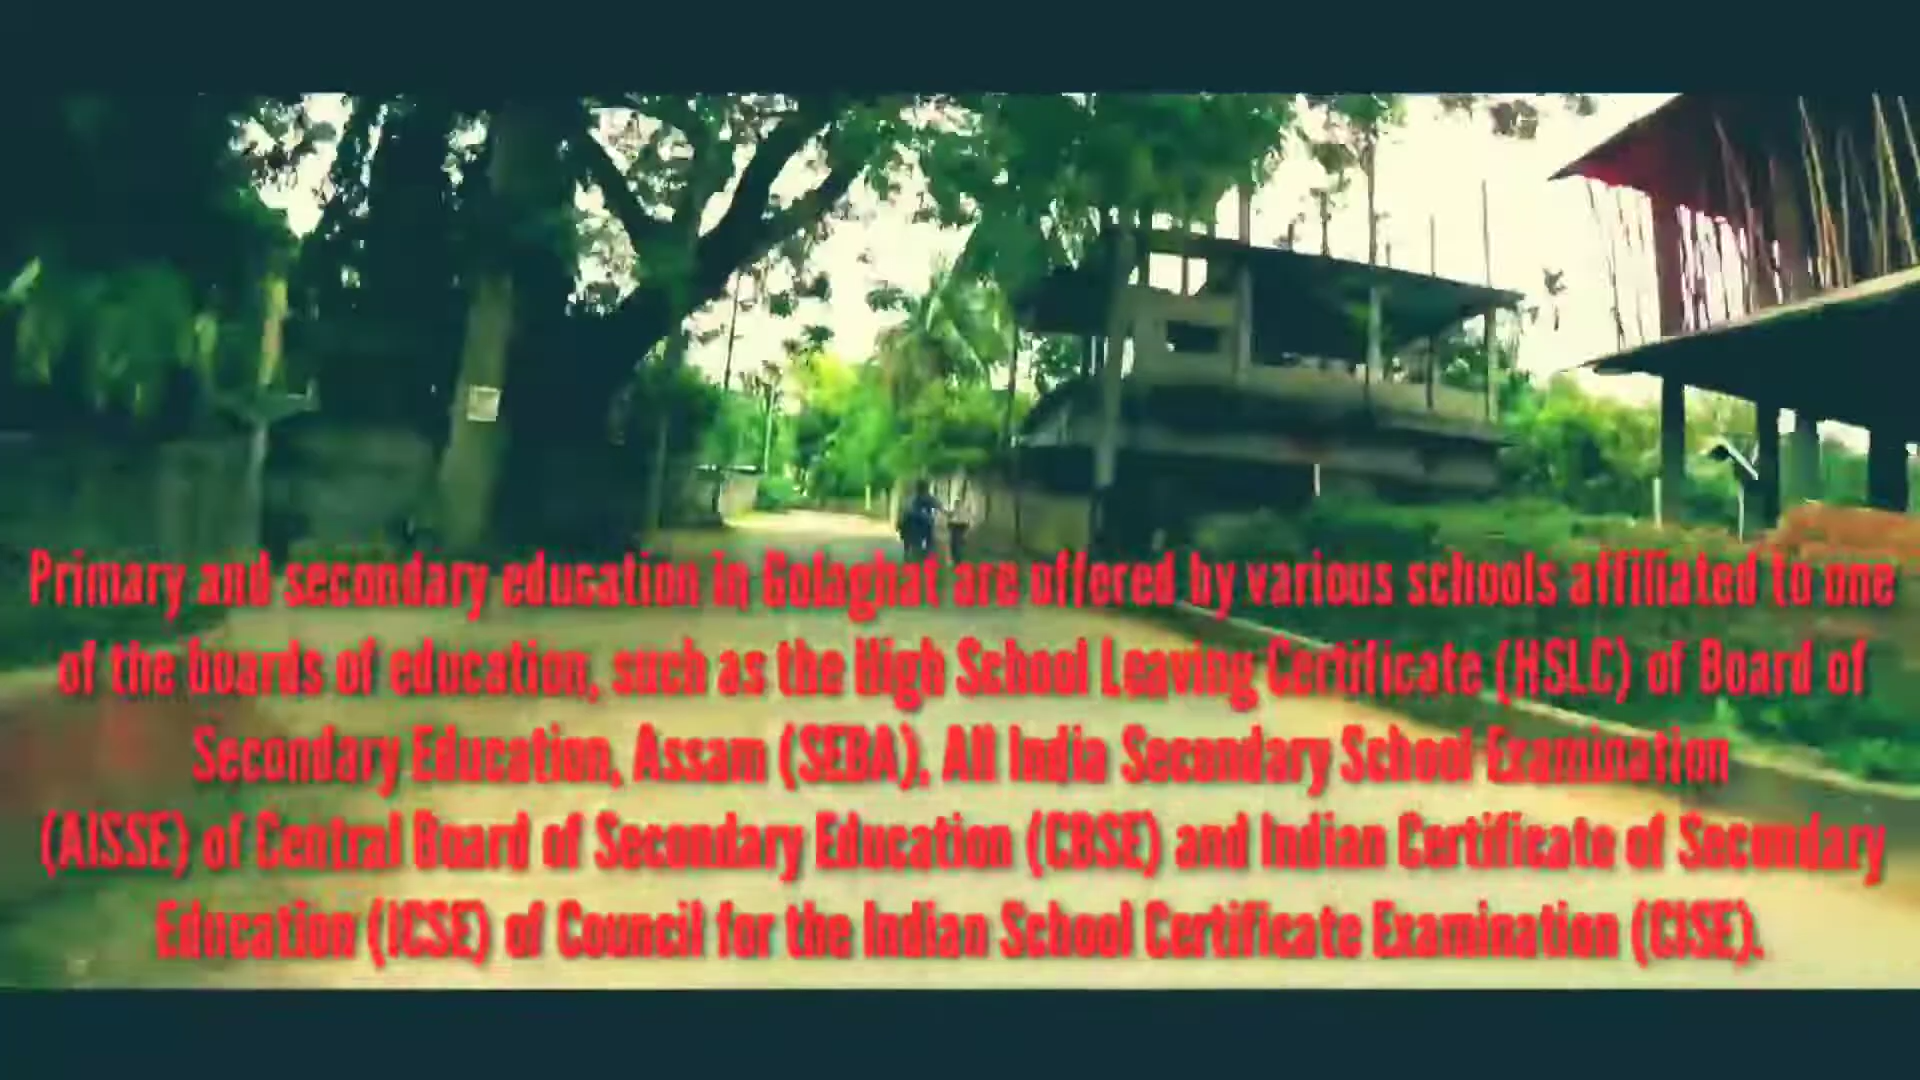 Primary and secondary education in Golaghat are offered by various schools affiliated to one
of the boards of education, such as the High School Leaving Certificate (HSLC) of Board of
Secondary Education, Assam (SEBA), All India Secondary School Examination
(AISSE) of Central Board of Secondary Education (CBSE) and Indian Certificate of Secondary
Education (ICSE) of Council for the Indian School Certificate Examination (CISE).